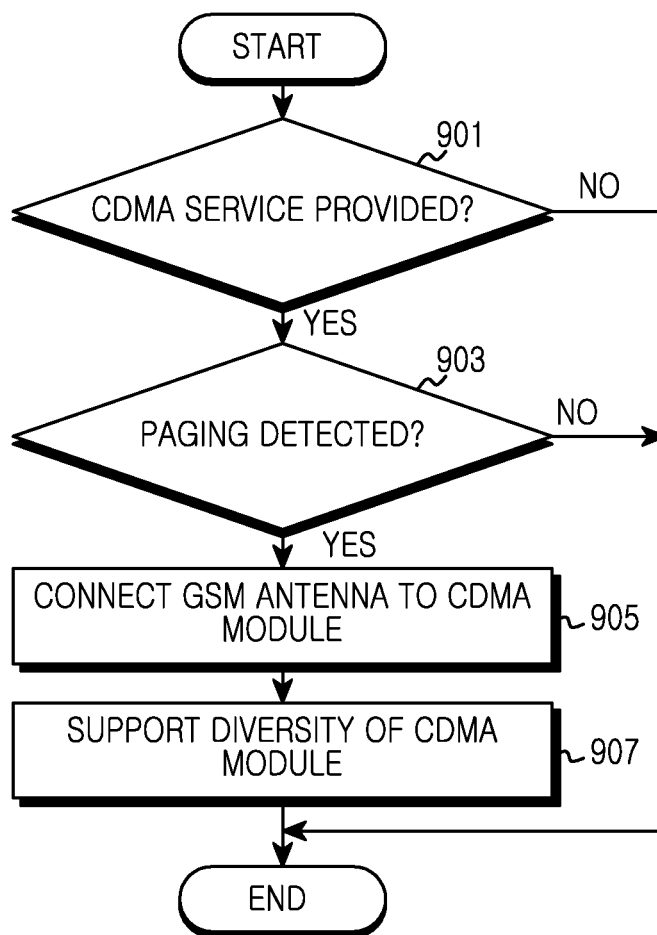 START
901
CDMA SERVICE PROVIDED?
NO
YES
903
PAGING DETECTED?
NO
YES
CONNECT GSM ANTENNA TO CDMA
MODULE
905
SUPPORT DIVERSITY OF CDMA
MODULE
907
END